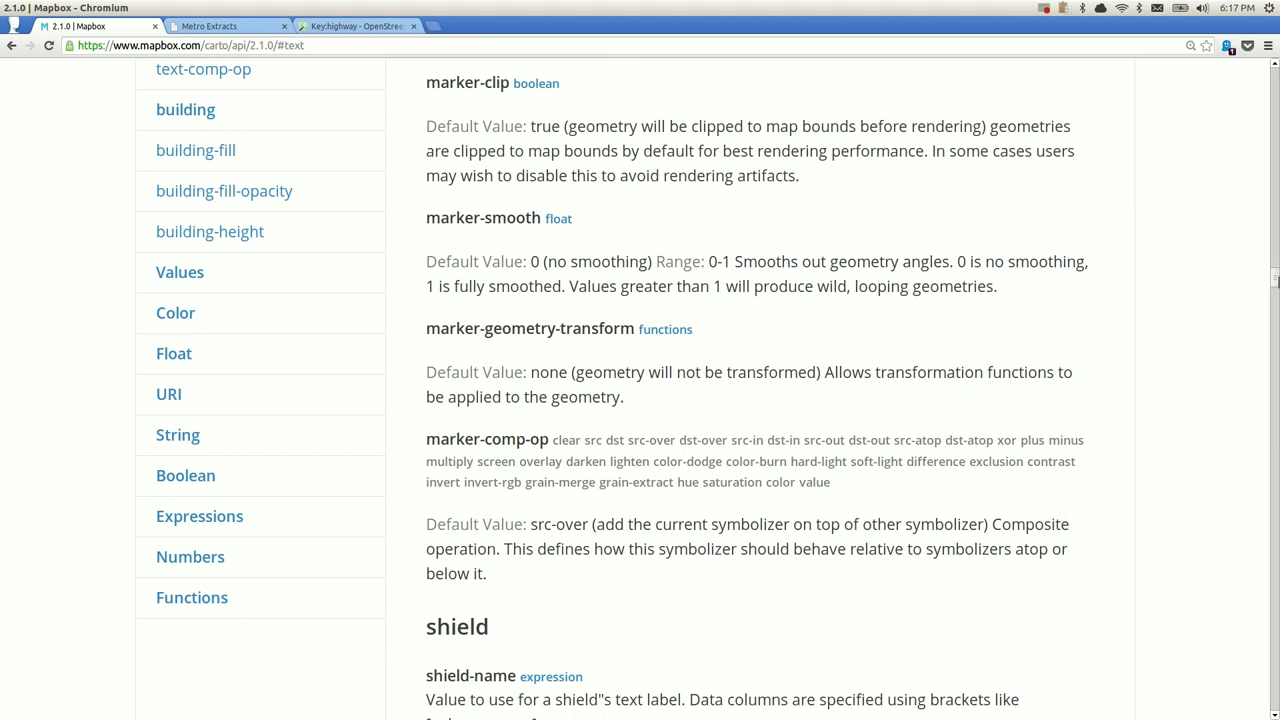 2.1.0 | Mapbox - Chromium
6:17 PM
2.1.0 | Mapbox
Metro Extracts
Key:highway - OpenStree
https://www.mapbox.com/carto/api/2.1.0/#text
text-comp-op
building
building-fill
building-fill-opacity
building-height
Values
Color
Float
URI
String
Boolean
Expressions
Numbers
Functions
marker-clip boolean
Default Value: true (geometry will be clipped to map bounds before rendering) geometries
are clipped to map bounds by default for best rendering performance. In some cases users
may wish to disable this to avoid rendering artifacts.
marker-smooth float
Default Value: 0 (no smoothing) Range: 0-1 Smooths out geometry angles. 0 is no smoothing,
1 is fully smoothed. Values greater than 1 will produce wild, looping geometries.
marker-geometry-transform functions
Default Value: none (geometry will not be transformed) Allows transformation functions to
be applied to the geometry.
marker-comp-op clear src dst src-over dst-over src-in dst-in src-out dst-out src-atop dst-atop xor plus minus
multiply screen overlay darken lighten color-dodge color-burn hard-light soft-light difference exclusion contrast
invert invert-rgb grain-merge grain-extract hue saturation color value
Default Value: src-over (add the current symbolizer on top of other symbolizer) Composite
operation. This defines how this symbolizer should behave relative to symbolizers atop or
below it.
shield
shield-name expression
Value to use for a shield"s text label. Data columns are specified using brackets like